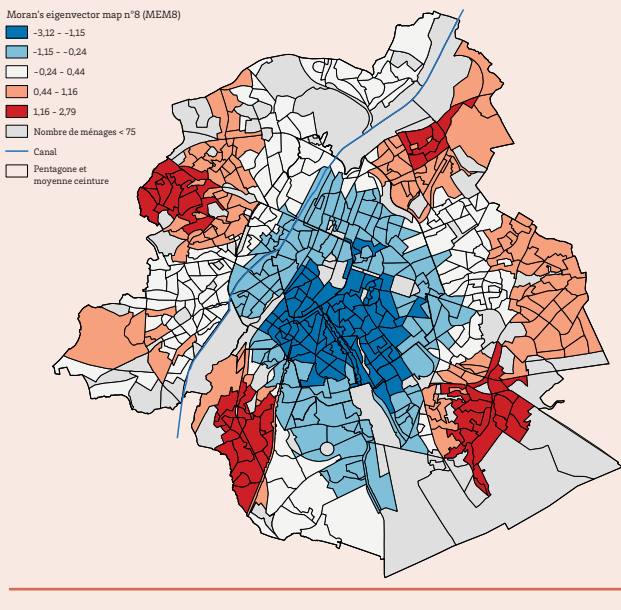 Moran's eigenvector map n°8 (MEM8)
-3,12 - -1,15
-1,15 - -0,24
-0,24 - 0,44
0,44 - 1,16
1,16 - 2,79
Nombre de ménages < 75
Canal
Pentagone et
moyenne ceinture